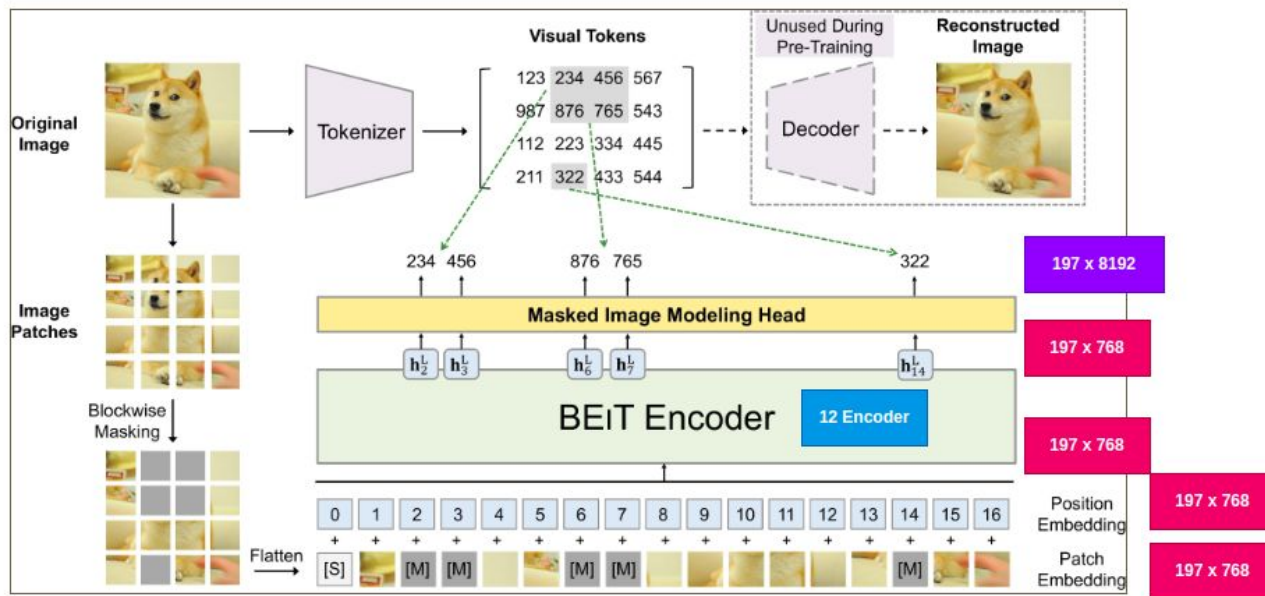 Visual Tokens
Unused During
Pre-Training
Reconstructed
Image
Original
Image
Tokenizer
123 234 456 567
987 876 765 543
112 223 334 445
211 322 433 544
Decoder
234 456 876 765 322
197 x 8192
Image
Patches
Masked Image Modeling Head
197 x 768
h₂ᴸ h₃ᴸ h₆ᴸ h₇ᴸ h₁₄ᴸ
Blockwise
Masking
BEIT Encoder
12 Encoder
197 x 768
0 1 2 3 4 5 6 7 8 9 10 11 12 13 14 15 16
Position
Embedding
197 x 768
+ + + + + + + + + + + + + + + + +
Flatten
[S] [M] [M] [M] [M] [M]
Patch
Embedding
197 x 768